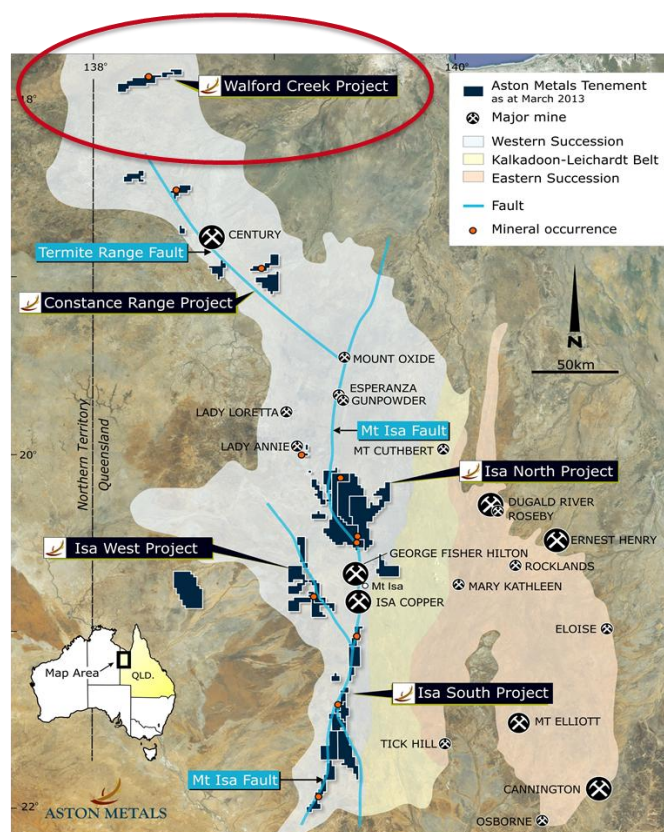 138
140
18
Walford Creek Project
Aston Metals Tenement
as at March 2013
Major mine
Western Succession
Kalkadoon-Leichardt Belt
Eastern Succession
Fault
Mineral occurrence
CENTURY
Termite Range Fault
Constance Range Project
N
50km
MOUNT OXIDE
ESPERANZA
GUNPOWDER
LADY LORETTA
Mt Isa Fault
LADY ANNIE
MT CUTHBERT
20
Northern Territory
Queensland
Isa North Project
DUGALD RIVER
ROSEBY
ERNEST HENRY
Isa West Project
GEORGE FISHER HILTON
ROCKLANDS
Mt Isa
MARY KATHLEEN
ISA COPPER
ELOISE
Map Area
QLD.
Isa South Project
MT ELLIOTT
TICK HILL
Mt Isa Fault
CANNINGTON
22
ASTON METALS
OSBORNE